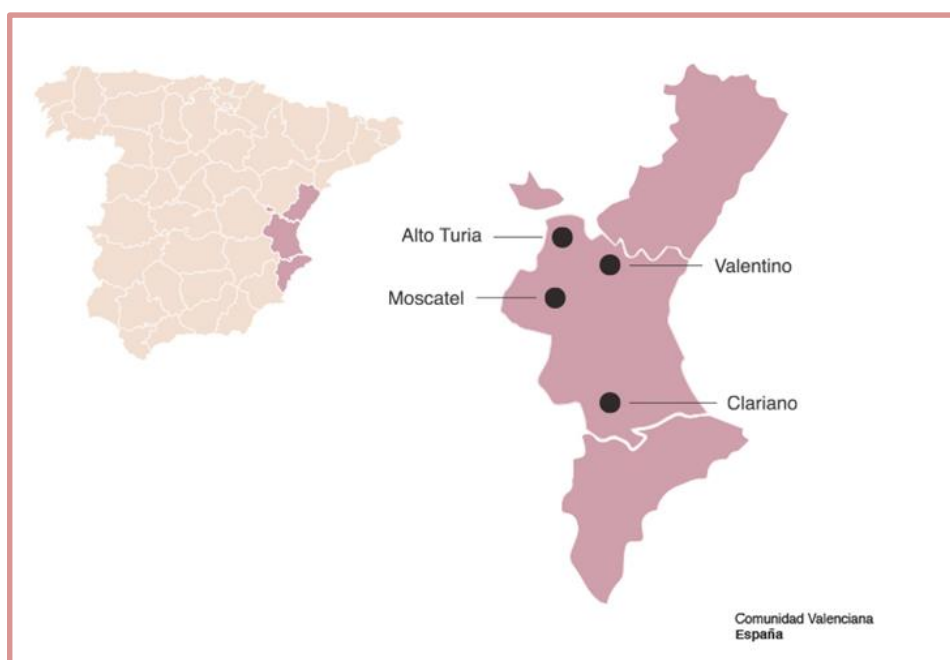 Alto Turia
Valentino
Moscatel
Clariano
Comunidad Valenciana
España